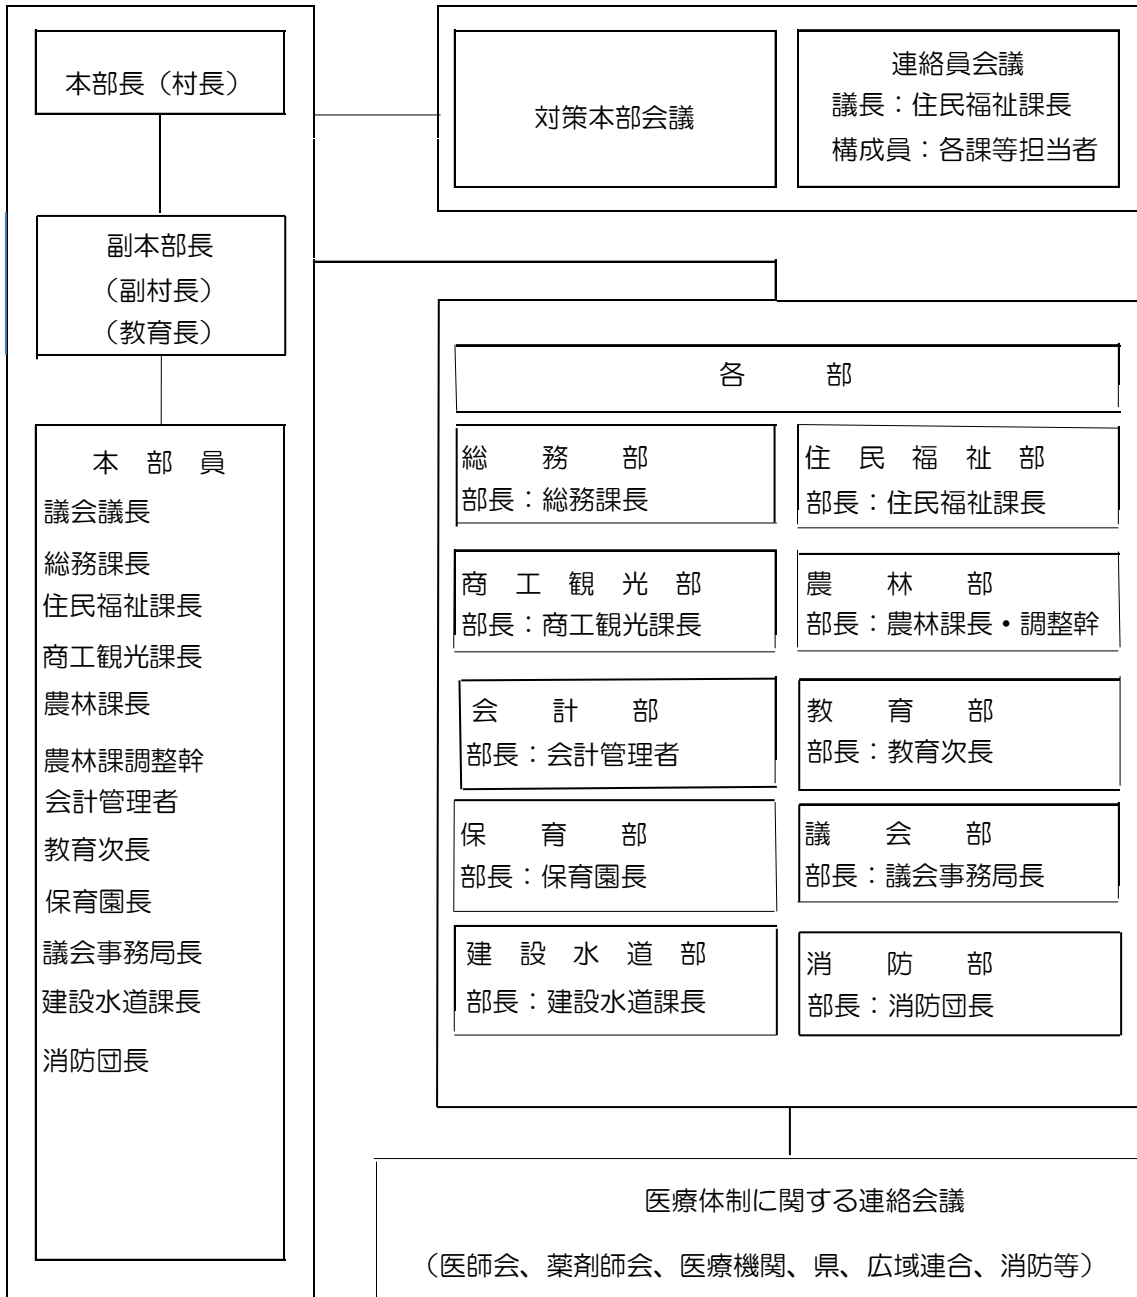 本部長（村長）
副本部長
（副村長）
（教育長）
本　部　員
議会議長
総務課長
住民福祉課長
商工観光課長
農林課長
農林課調整幹
会計管理者
教育次長
保育園長
議会事務局長
建設水道課長
消防団長
対策本部会議
連絡員会議
議長：住民福祉課長
構成員：各課等担当者
各　　　部
総　　務　　部
部長：総務課長
住　民　福　祉　部
部長：住民福祉課長
商　工　観　光　部
部長：商工観光課長
農　　林　　部
部長：農林課長・調整幹
会　　計　　部
部長：会計管理者
教　　育　　部
部長：教育次長
保　　育　　部
部長：保育園長
議　　会　　部
部長：議会事務局長
建　設　水　道　部
部長：建設水道課長
消　　防　　部
部長：消防団長
医療体制に関する連絡会議
（医師会、薬剤師会、医療機関、県、広域連合、消防等）